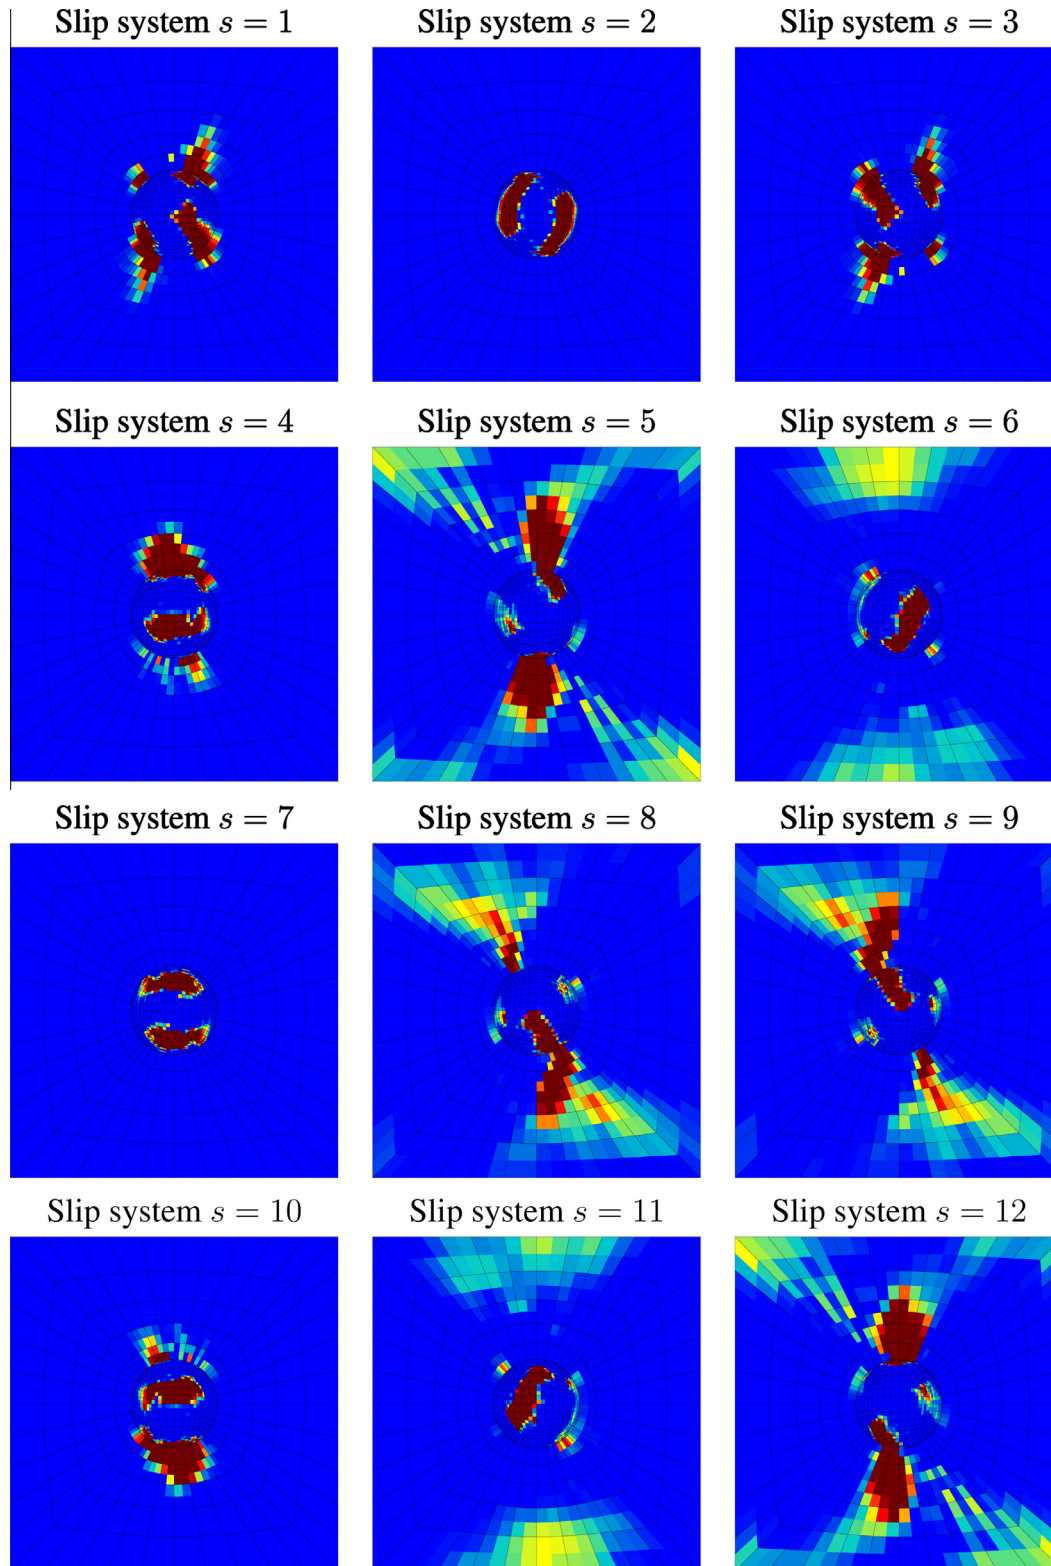 Slip system s = 1 Slip system s = 2 Slip system s = 3
Slip system s = 4 Slip system s = 5 Slip system s = 6
Slip system s = 7 Slip system s = 8 Slip system s = 9
Slip system s = 10 Slip system s = 11 Slip system s = 12